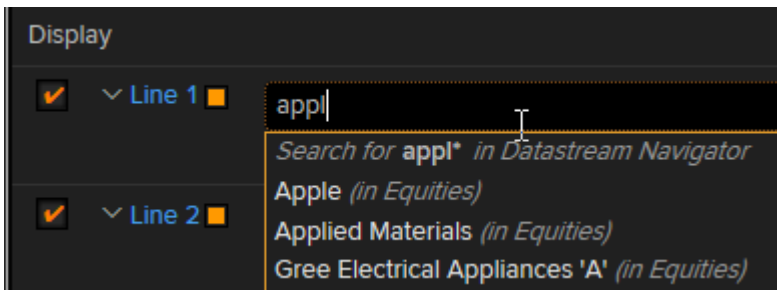 Display
Line 1
appl
Search for appl* in Datastream Navigator
Apple (in Equities)
Line 2
Applied Materials (in Equities)
Gree Electrical Appliances 'A' (in Equities)